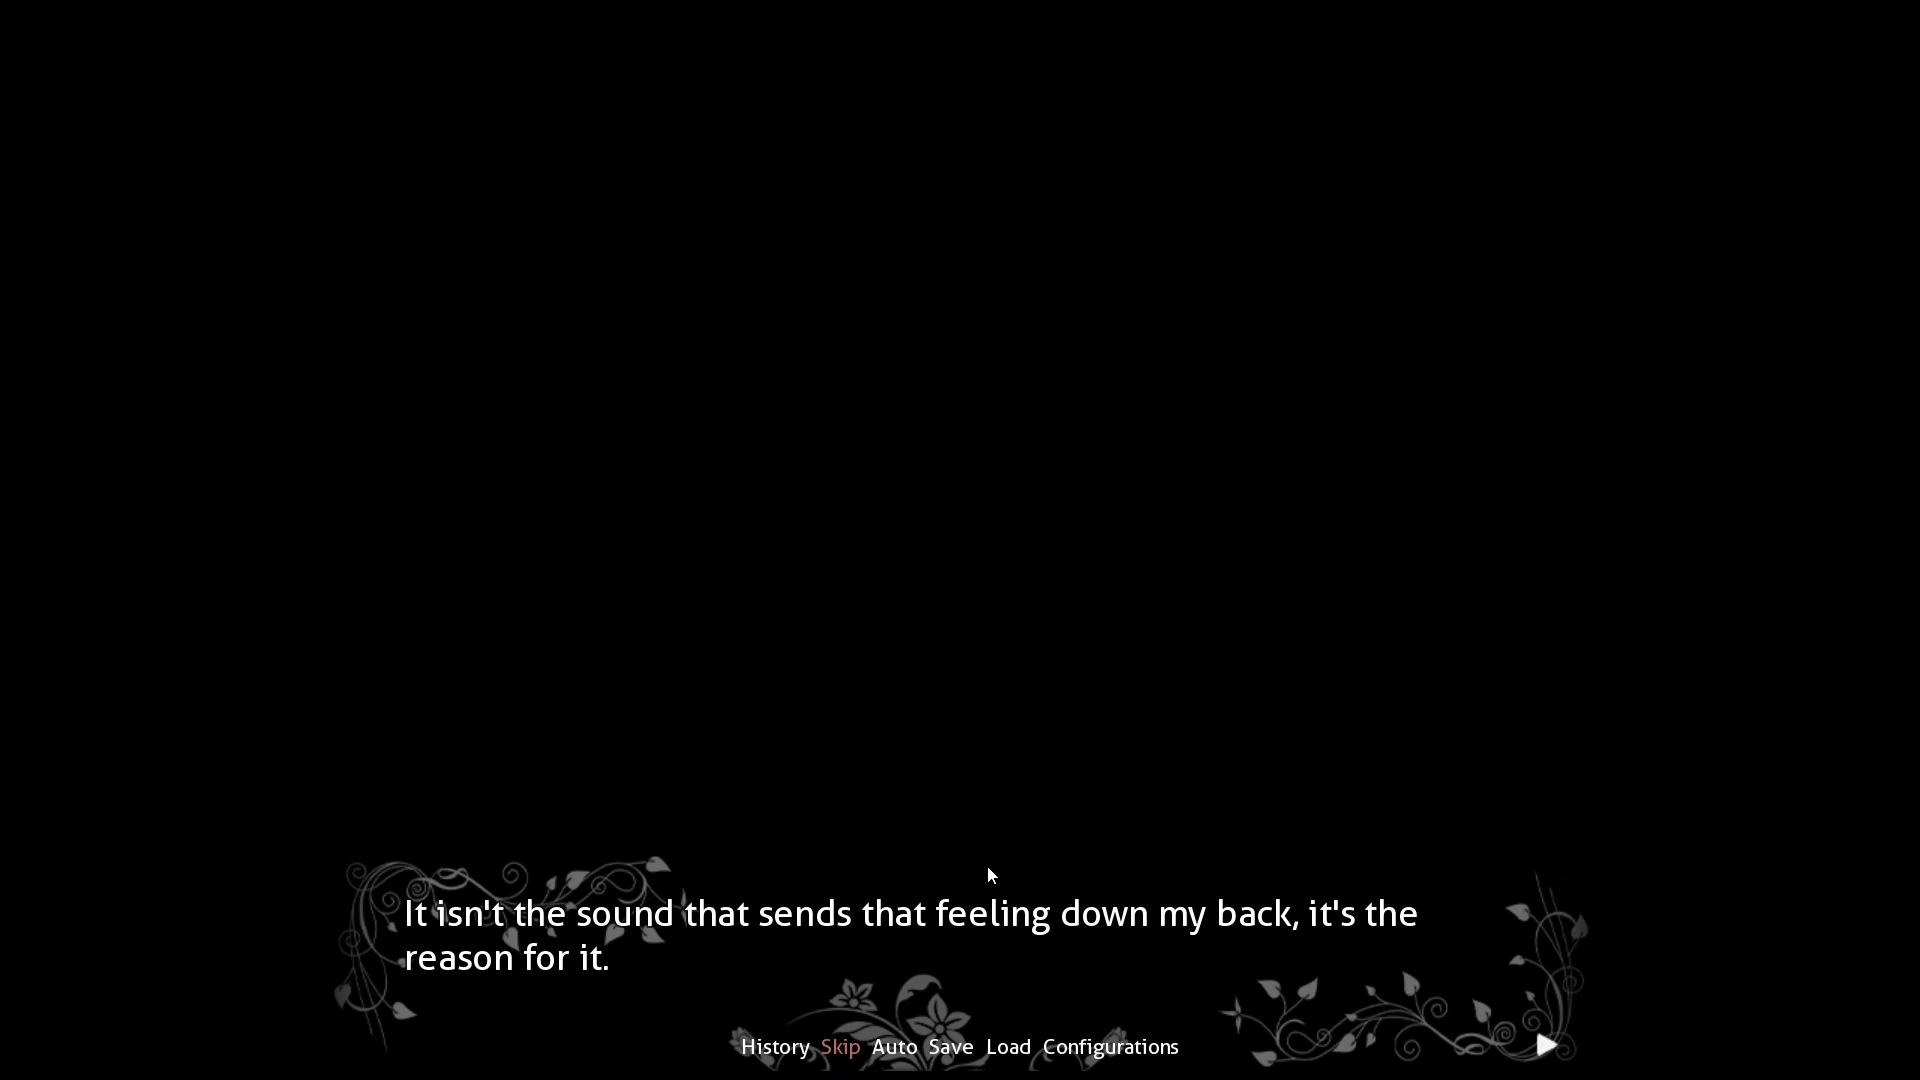 It isn't the sound that sends that feeling down my back, it's the
reason for it.
History Skip Auto Save Load Configurations